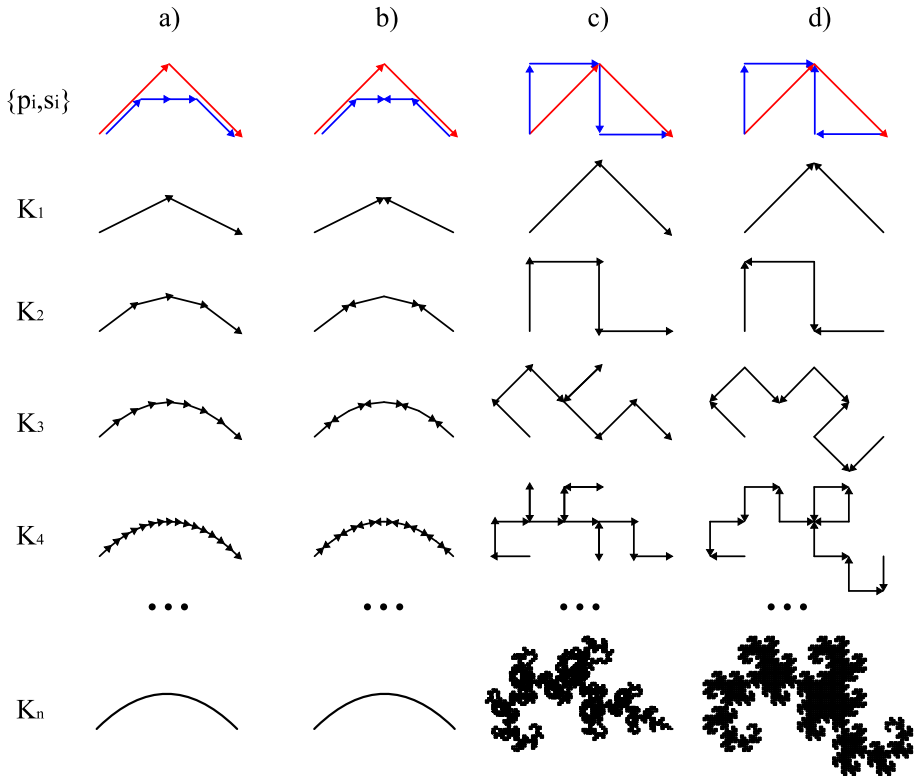 a) b) c) d)
{pi,si}
K1
K2
K3
K4
• • • • • • • • • • • •
Kn